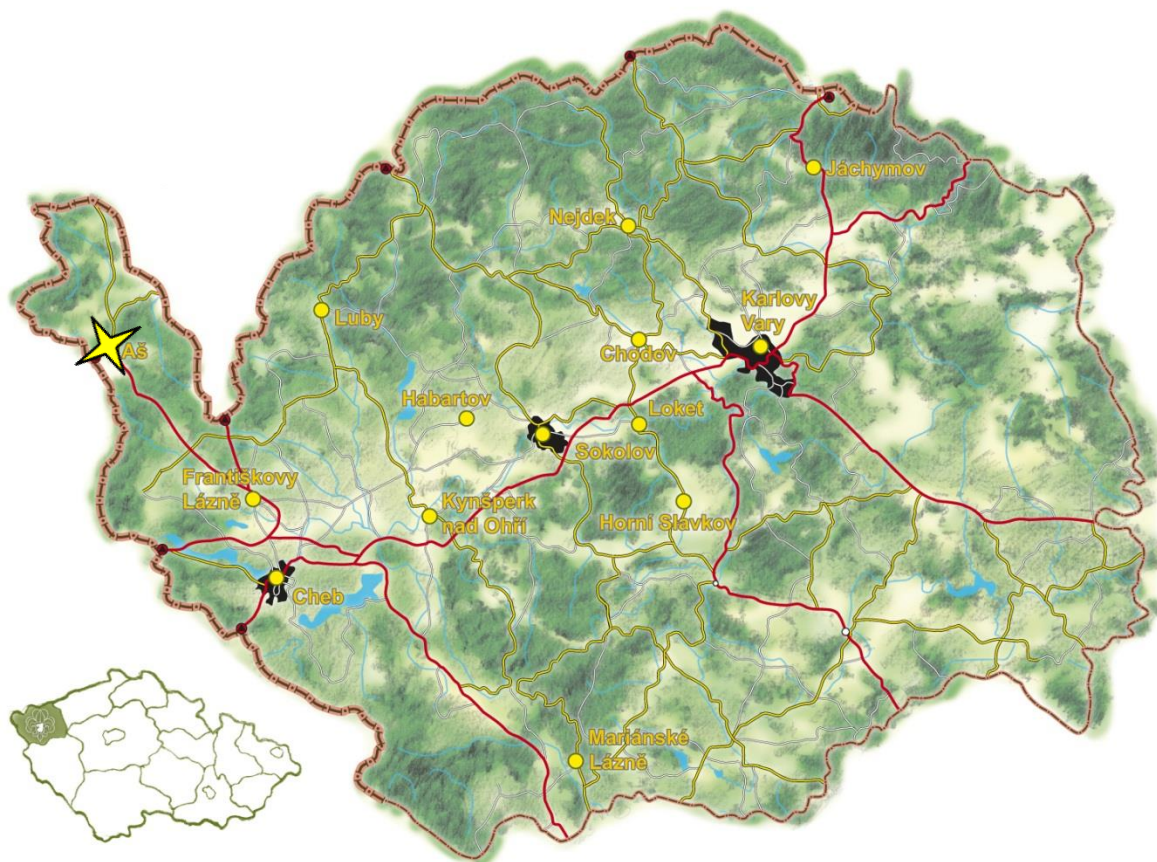 Jáchymov
Nejdek
Karlovy
Vary
Luby
Aš
Chodov
Habartov
Loket
Sokolov
Františkovy
Lázně
Kynšperk
nad Ohří
Horní Slávkov
Cheb
Mariánské
Lázně